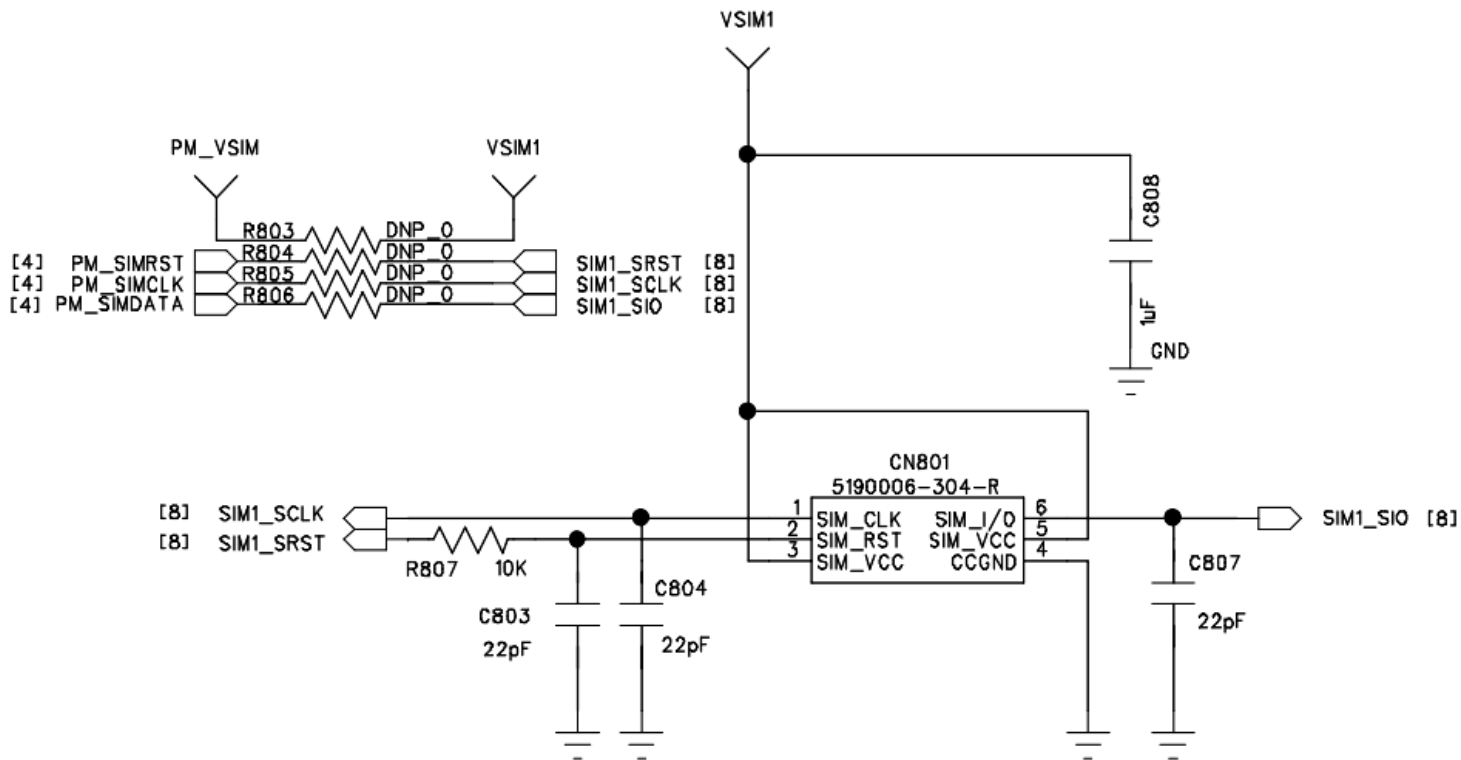 VSIM1
PM_VSIM VSIM1
R803 DNP_0
[4] PM_SIMRST R804 DNP_0 SIM1_SRST [8]
[4] PM_SIMCLK R805 DNP_0 SIM1_SCLK [8]
[4] PM_SIMDATA R806 DNP_0 SIM1_SIO [8]
C808
1uF
GND
CN801
5190006-304-R
[8] SIM1_SCLK 1 SIM_CLK SIM_I/O 6 SIM1_SIO [8]
[8] SIM1_SRST 2 SIM_RST SIM_VCC 5
R807 10K 3 SIM_VCC CCGND 4 C807
C803 C804
22pF 22pF 22pF